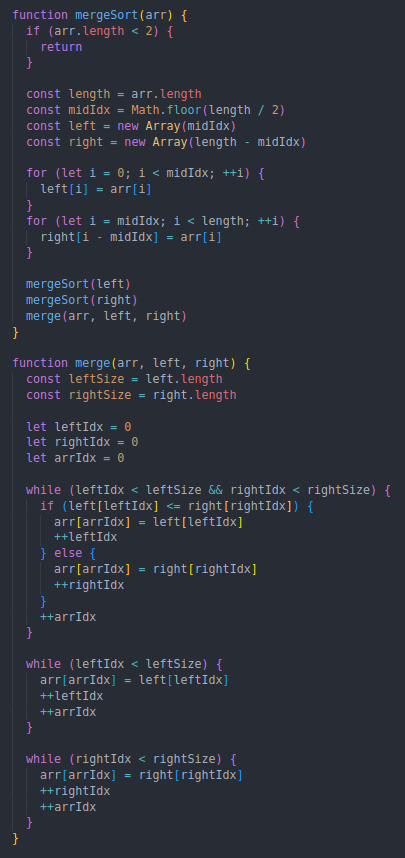 function mergeSort(arr) {
  if (arr.length < 2) {
    return
  }

  const length = arr.length
  const midIdx = Math.floor(length / 2)
  const left = new Array(midIdx)
  const right = new Array(length - midIdx)

  for (let i = 0; i < midIdx; ++i) {
    left[i] = arr[i]
  }
  for (let i = midIdx; i < length; ++i) {
    right[i - midIdx] = arr[i]
  }

  mergeSort(left)
  mergeSort(right)
  merge(arr, left, right)
}

function merge(arr, left, right) {
  const leftSize = left.length
  const rightSize = right.length

  let leftIdx = 0
  let rightIdx = 0
  let arrIdx = 0

  while (leftIdx < leftSize && rightIdx < rightSize) {
    if (left[leftIdx] <= right[rightIdx]) {
      arr[arrIdx] = left[leftIdx]
      ++leftIdx
    } else {
      arr[arrIdx] = right[rightIdx]
      ++rightIdx
    }
    ++arrIdx
  }

  while (leftIdx < leftSize) {
    arr[arrIdx] = left[leftIdx]
    ++leftIdx
    ++arrIdx
  }

  while (rightIdx < rightSize) {
    arr[arrIdx] = right[rightIdx]
    ++rightIdx
    ++arrIdx
  }
}